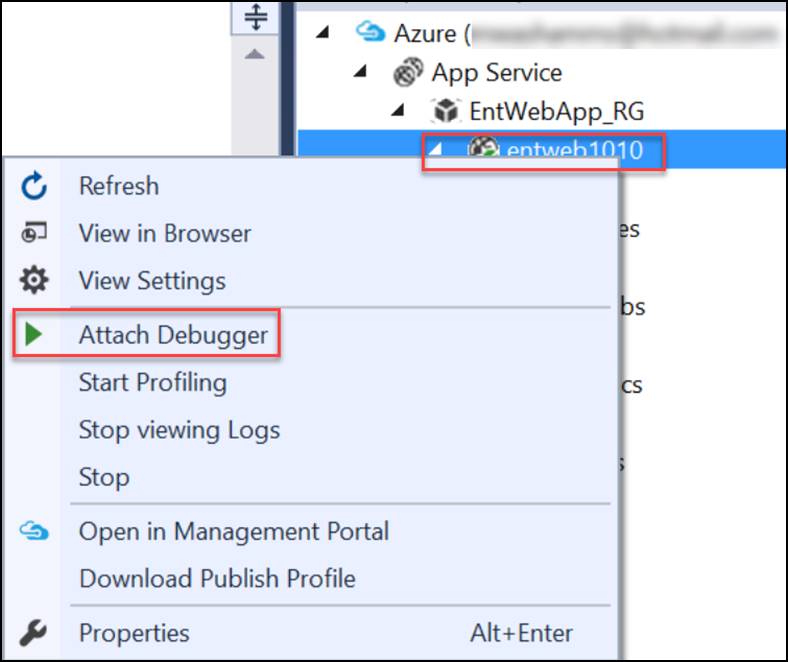 Azure (
App Service
EntWebApp_RG
entweb1010
Refresh
View in Browser
es
View Settings
bs
Attach Debugger
Start Profiling
cs
Stop viewing Logs
s
Stop
Open in Management Portal
Download Publish Profile
Properties Alt+Enter